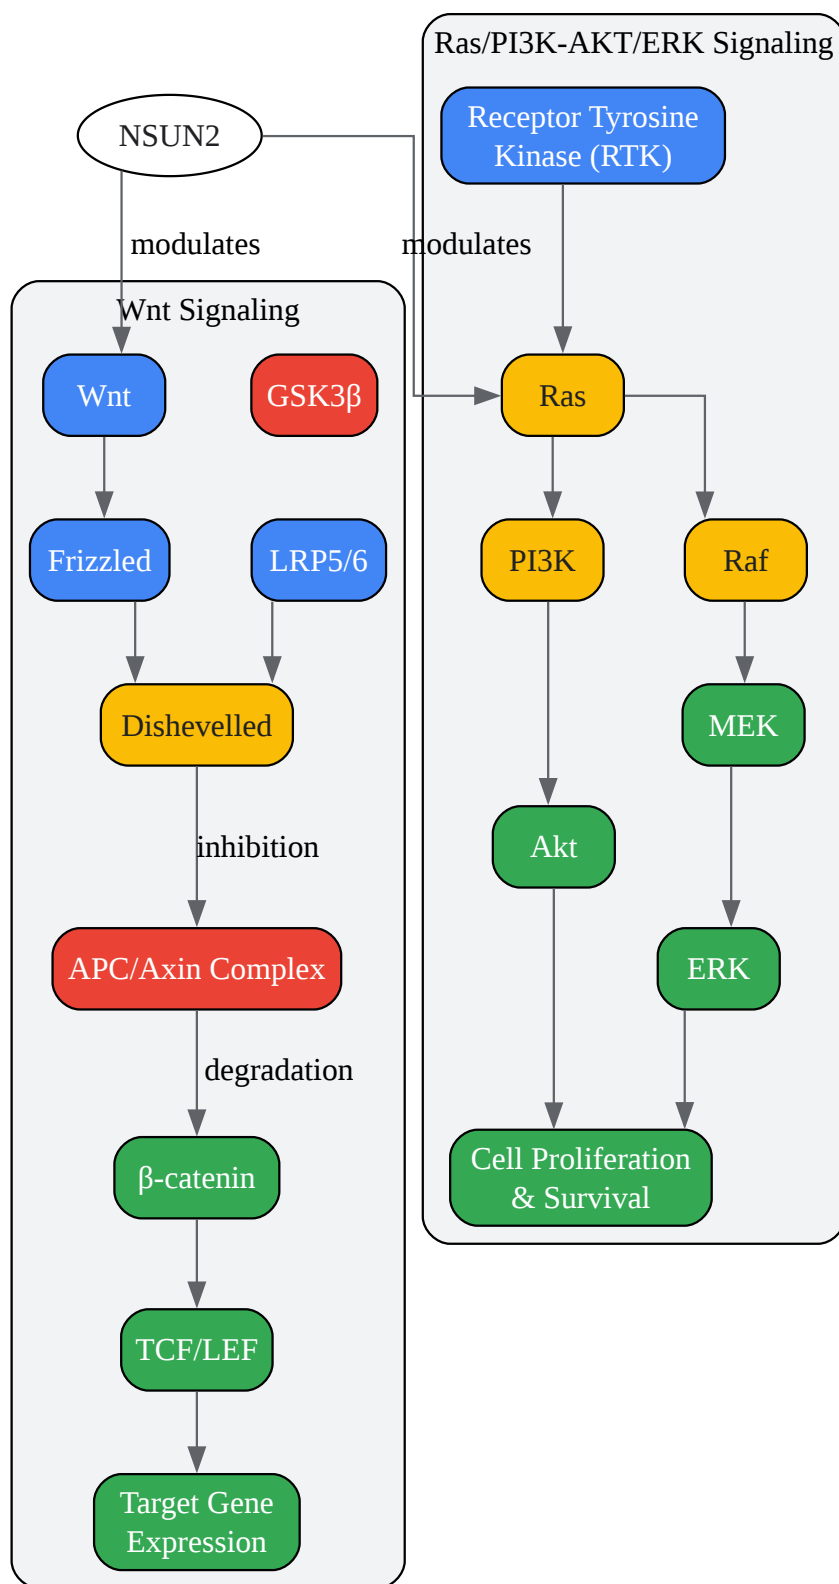 Ras/PI3K-AKT/ERK Signaling
NSUN2
Receptor Tyrosine
Kinase (RTK)
modulates
modulates
Wnt Signaling
Wnt
GSK3β
Ras
Frizzled
LRP5/6
PI3K
Raf
Dishevelled
MEK
inhibition
Akt
APC/Axin Complex
ERK
degradation
β-catenin
Cell Proliferation
& Survival
TCF/LEF
Target Gene
Expression